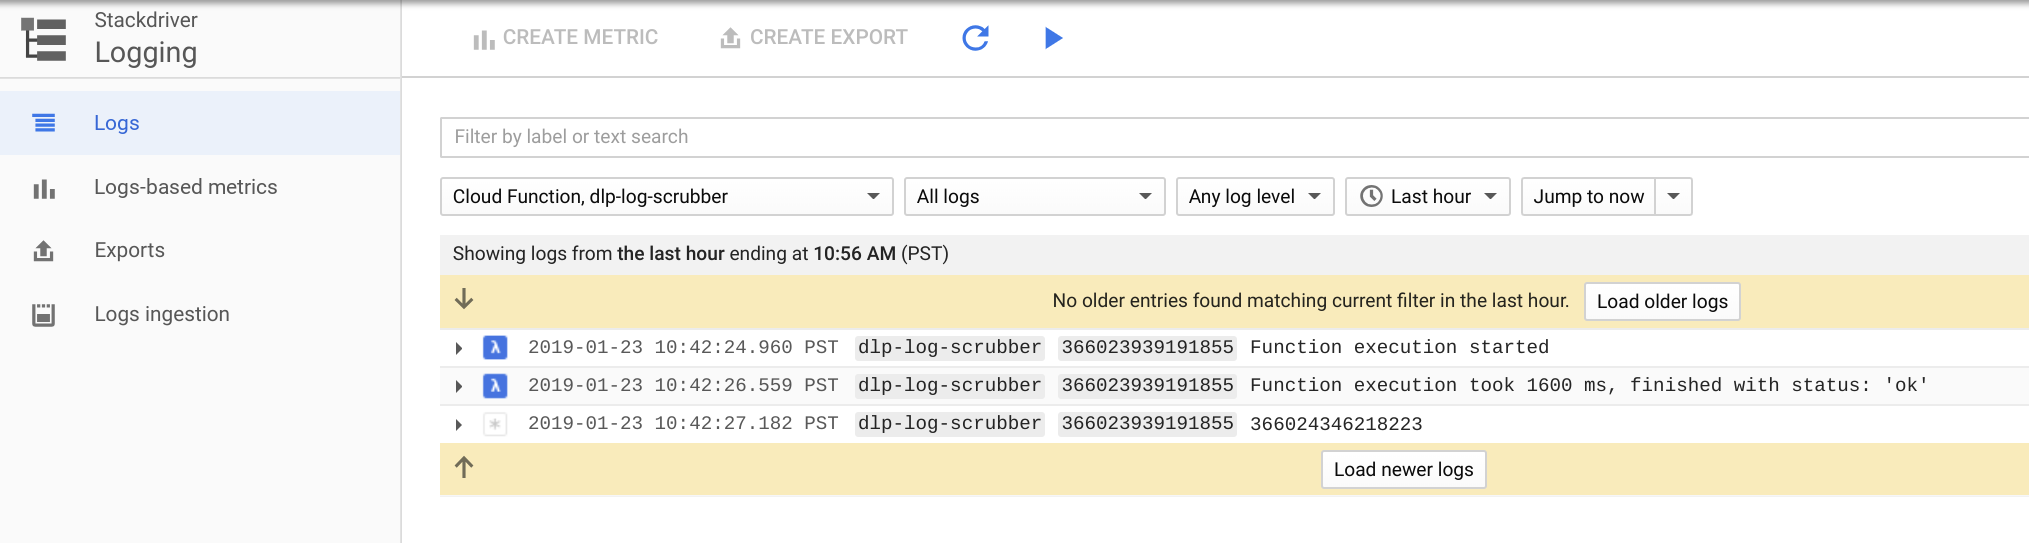 Stackdriver
Logging
CREATE METRIC
CREATE EXPORT
Logs
Logs-based metrics
Exports
Logs ingestion
Filter by label or text search
Cloud Function, dlp-log-scrubber
All logs
Any log level
Last hour
Jump to now
Showing logs from the last hour ending at 10:56 AM (PST)
No older entries found matching current filter in the last hour.
Load older logs
λ 2019-01-23 10:42:24.960 PST dlp-log-scrubber 366023939191855 Function execution started
λ 2019-01-23 10:42:26.559 PST dlp-log-scrubber 366023939191855 Function execution took 1600 ms, finished with status: 'ok'
* 2019-01-23 10:42:27.182 PST dlp-log-scrubber 366023939191855 366024346218223
Load newer logs